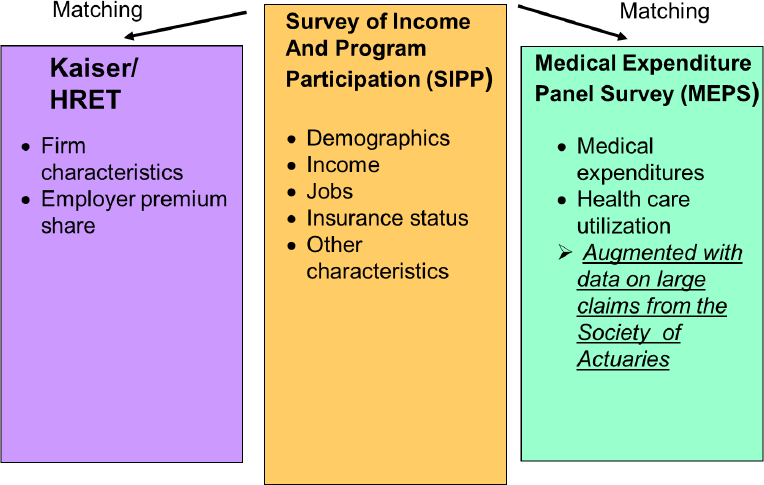 Matching
Matching
Kaiser/
HRET
• Firm
characteristics
• Employer premium
share
Survey of Income
And Program
Participation (SIPP)
• Demographics
• Income
• Jobs
• Insurance status
• Other
characteristics
Medical Expenditure
Panel Survey (MEPS)
• Medical
expenditures
• Health care
utilization
➢ Augmented with
data on large
claims from the
Society of
Actuaries